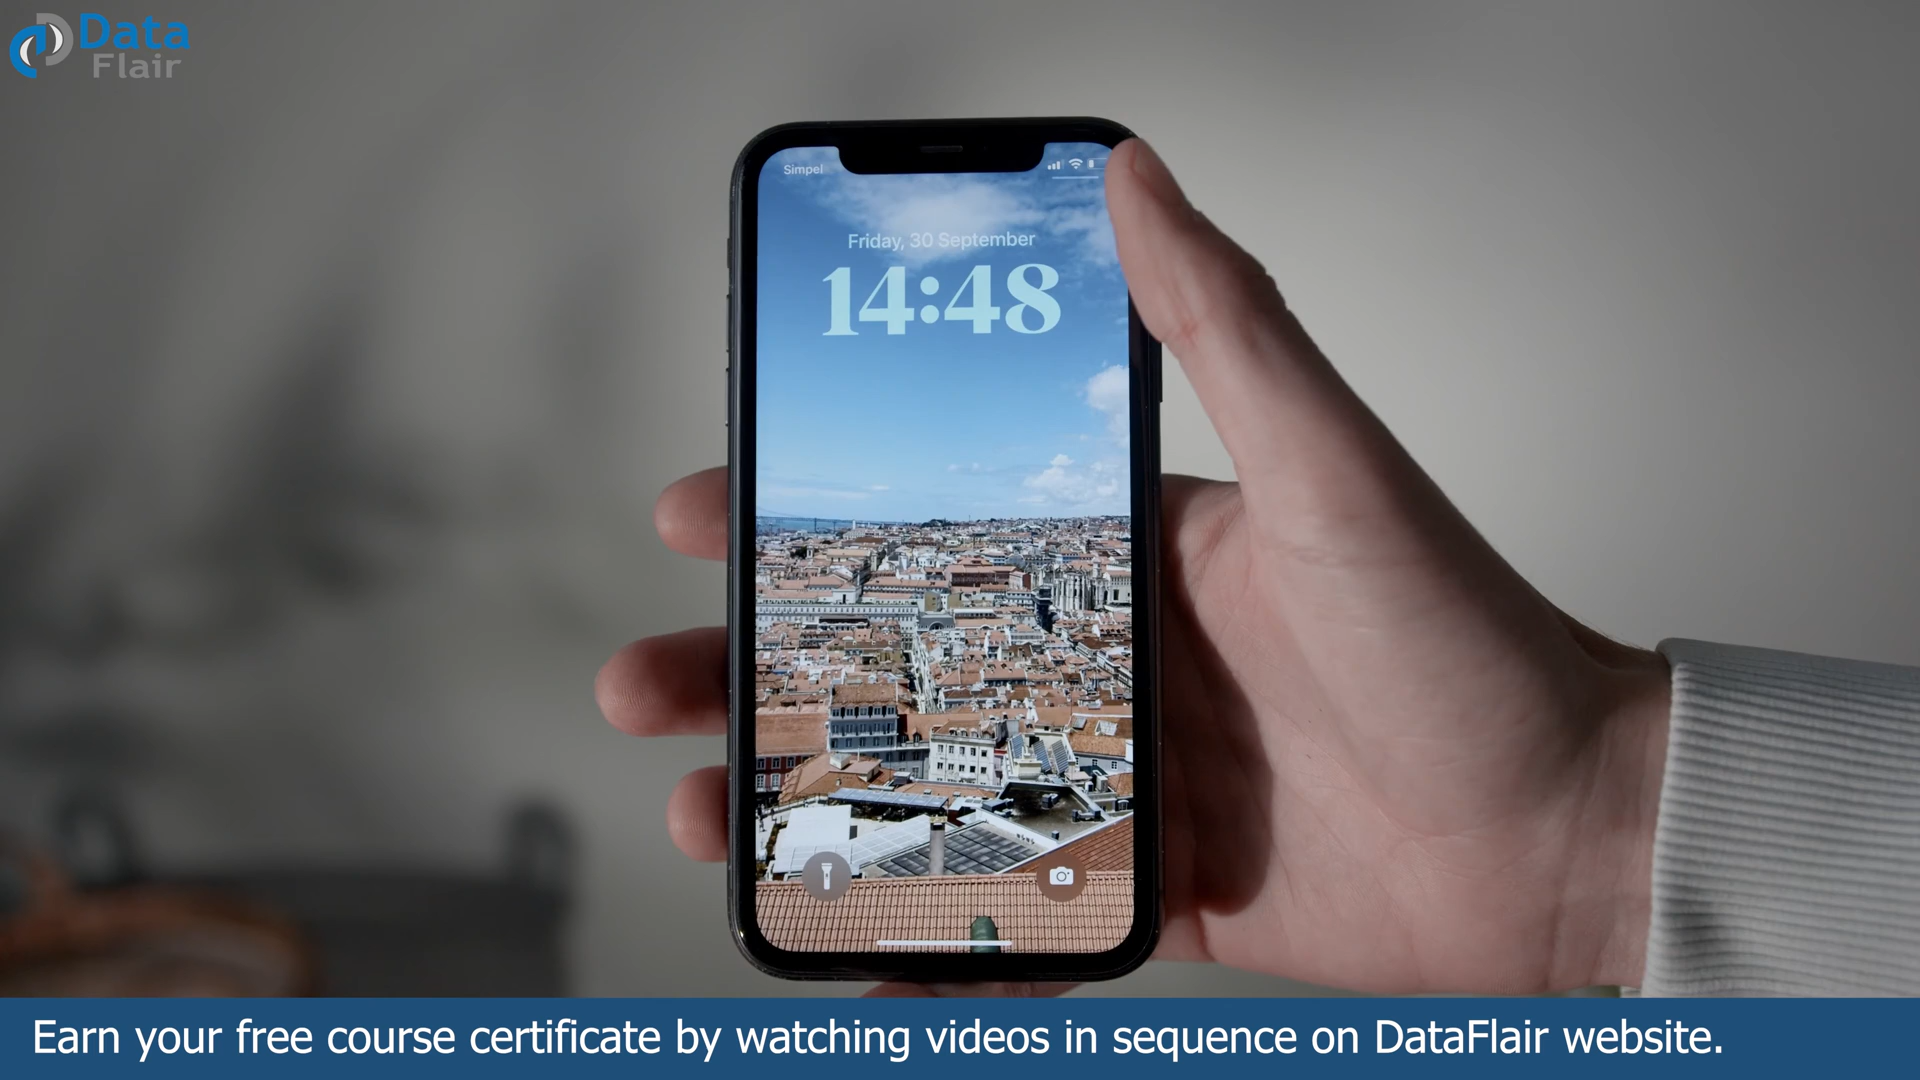 Data
Flair
Simpel
Friday, 30 September
14:48
Earn your free course certificate by watching videos in sequence on DataFlair website.